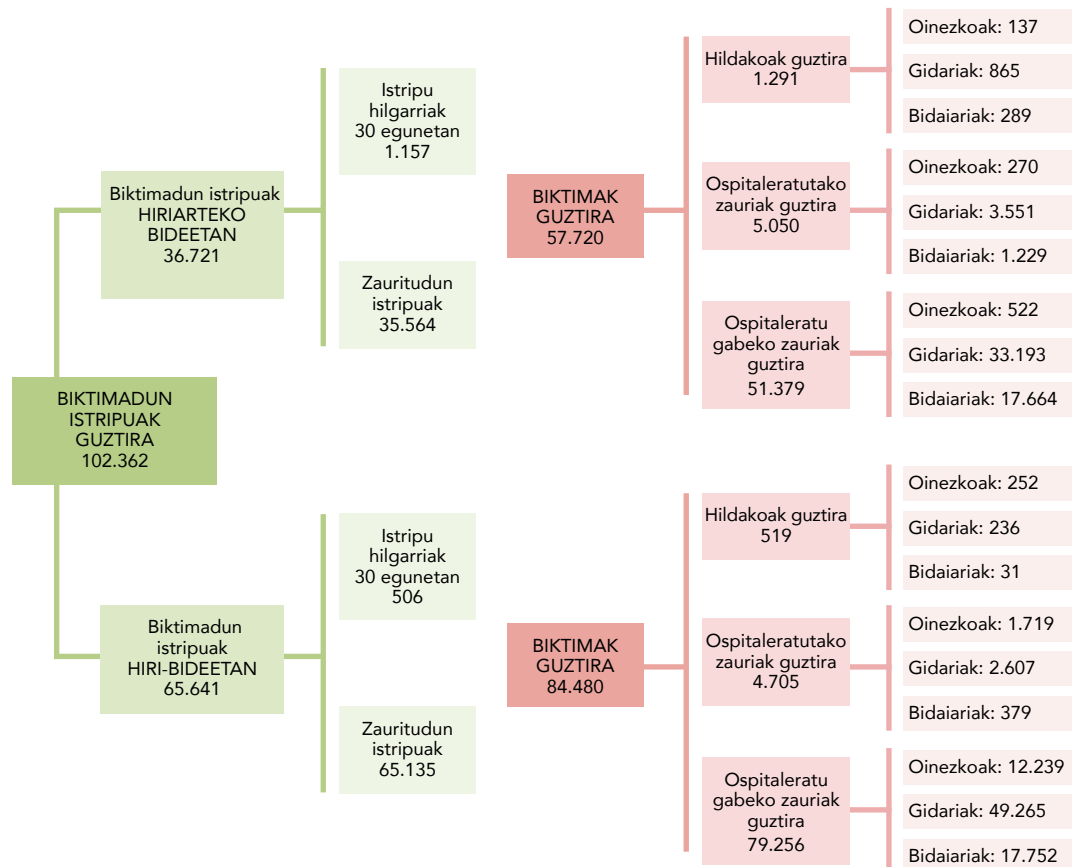 BIKTIMADUN
ISTRIPUAK
GUZTIRA
102.362
Biktimadun istripuak
HIRIARTEKO
BIDEETAN
36.721
Istripu
hilgarriak
30 egunetan
1.157
Zauritudun
istripuak
35.564
BIKTIMAK
GUZTIRA
57.720
Hildakoak guztira
1.291
Oinezkoak: 137
Gidariak: 865
Bidaiariak: 289
Ospitaleratutako
zauriak guztira
5.050
Oinezkoak: 270
Gidariak: 3.551
Bidaiariak: 1.229
Ospitaleratu
gabeko zauriak
guztira
51.379
Oinezkoak: 522
Gidariak: 33.193
Bidaiariak: 17.664
Biktimadun
istripuak
HIRI-BIDEETAN
65.641
Istripu
hilgarriak
30 egunetan
506
Zauritudun
istripuak
65.135
BIKTIMAK
GUZTIRA
84.480
Hildakoak guztira
519
Oinezkoak: 252
Gidariak: 236
Bidaiariak: 31
Ospitaleratutako
zauriak guztira
4.705
Oinezkoak: 1.719
Gidariak: 2.607
Bidaiariak: 379
Ospitaleratu
gabeko zauriak
guztira
79.256
Oinezkoak: 12.239
Gidariak: 49.265
Bidaiariak: 17.752